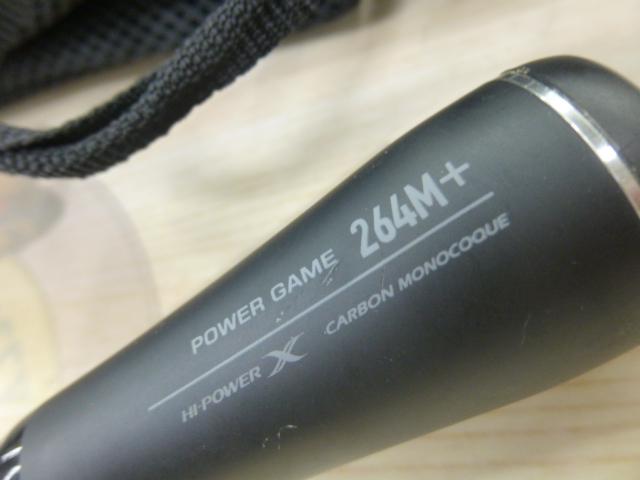 POWER GAME 264M+
HI-POWER X CARBON MONOCOQUE